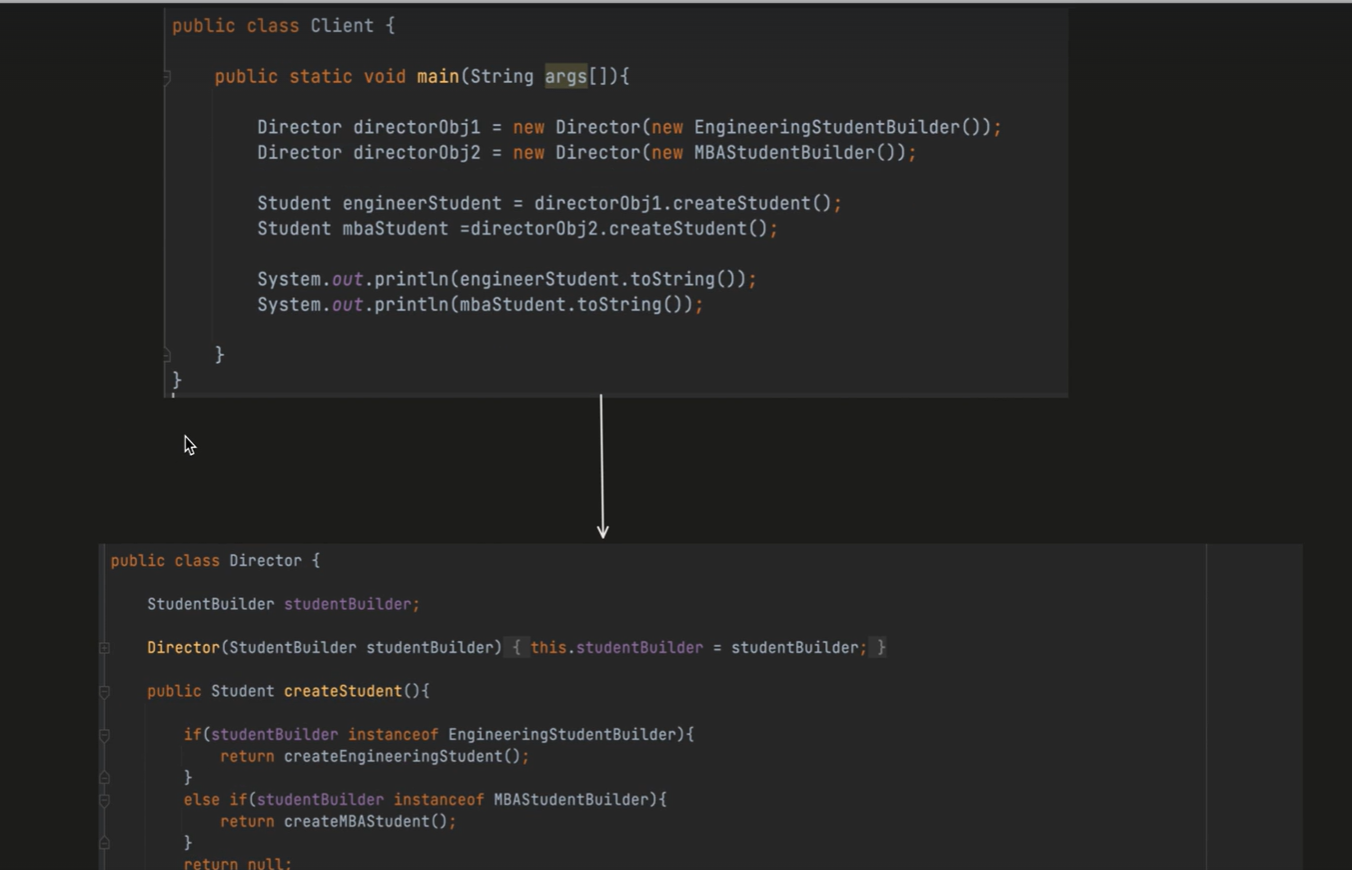 public class Client {
public static void main(String args[]){
Director directorObj1 = new Director(new EngineeringStudentBuilder());
Director directorObj2 = new Director(new MBAStudentBuilder());
Student engineerStudent = directorObj1.createStudent();
Student mbaStudent =directorObj2.createStudent();
System.out.println(engineerStudent.toString());
System.out.println(mbaStudent.toString());
}
}
public class Director {
StudentBuilder studentBuilder;
Director(StudentBuilder studentBuilder) { this.studentBuilder = studentBuilder; }
public Student createStudent(){
if(studentBuilder instanceof EngineeringStudentBuilder){
return createEngineeringStudent();
}
else if(studentBuilder instanceof MBAStudentBuilder){
return createMBAStudent();
}
return null;